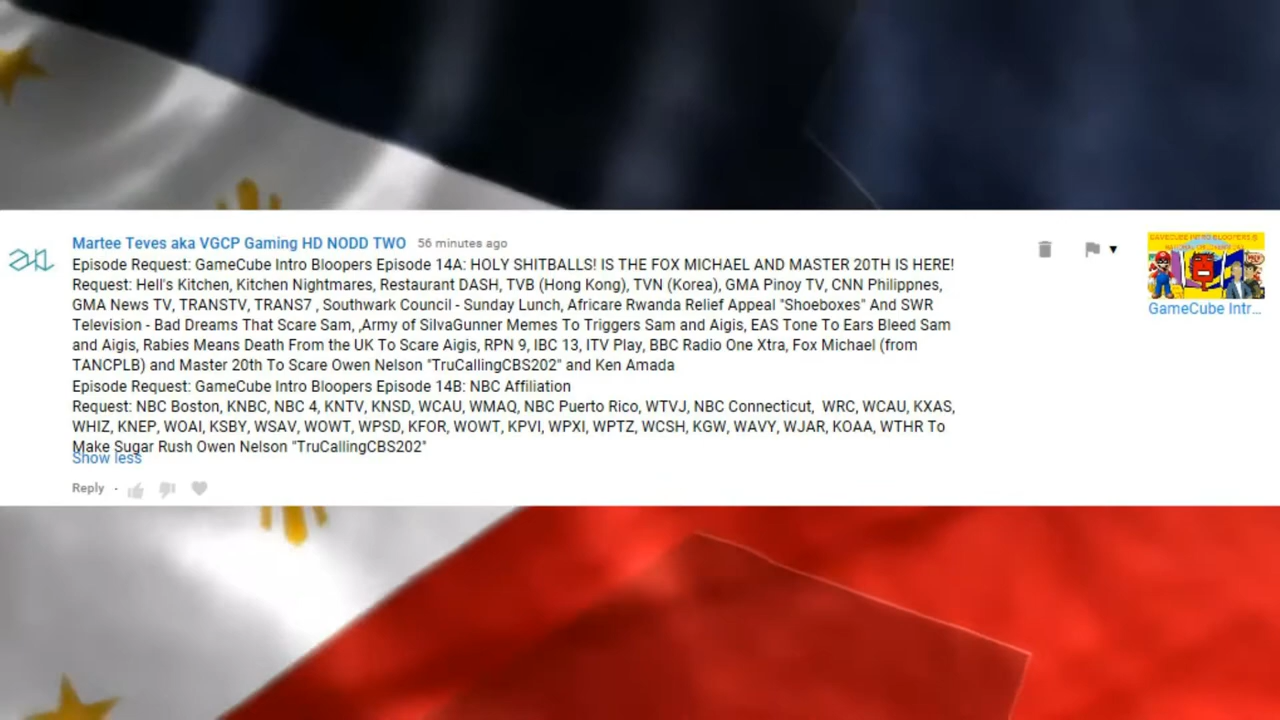 Martee Teves aka VGCP Gaming HD NODD TWO 56 minutes ago
Episode Request: GameCube Intro Bloopers Episode 14A: HOLY SHITBALLS! IS THE FOX MICHAEL AND MASTER 20TH IS HERE!
Request: Hell's Kitchen, Kitchen Nightmares, Restaurant DASH, TVB (Hong Kong), TVN (Korea), GMA Pinoy TV, CNN Philippnes,
GMA News TV, TRANSTV, TRANS7 , Southwark Council - Sunday Lunch, Africare Rwanda Relief Appeal "Shoeboxes" And SWR
Television - Bad Dreams That Scare Sam, ,Army of SilvaGunner Memes To Triggers Sam and Aigis, EAS Tone To Ears Bleed Sam
and Aigis, Rabies Means Death From the UK To Scare Aigis, RPN 9, IBC 13, ITV Play, BBC Radio One Xtra, Fox Michael (from
TANCPLB) and Master 20th To Scare Owen Nelson "TruCallingCBS202" and Ken Amada
Episode Request: GameCube Intro Bloopers Episode 14B: NBC Affiliation
Request: NBC Boston, KNBC, NBC 4, KNTV, KNSD, WCAU, WMAQ, NBC Puerto Rico, WTVJ, NBC Connecticut,  WRC, WCAU, KXAS,
WHIZ, KNEP, WOAI, KSBY, WSAV, WOWT, WPSD, KFOR, WOWT, KPVI, WPXI, WPTZ, WCSH, KGW, WAVY, WJAR, KOAA, WTHR To
Make Sugar Rush Owen Nelson "TruCallingCBS202"
Show less
Reply
GameCube Intr...